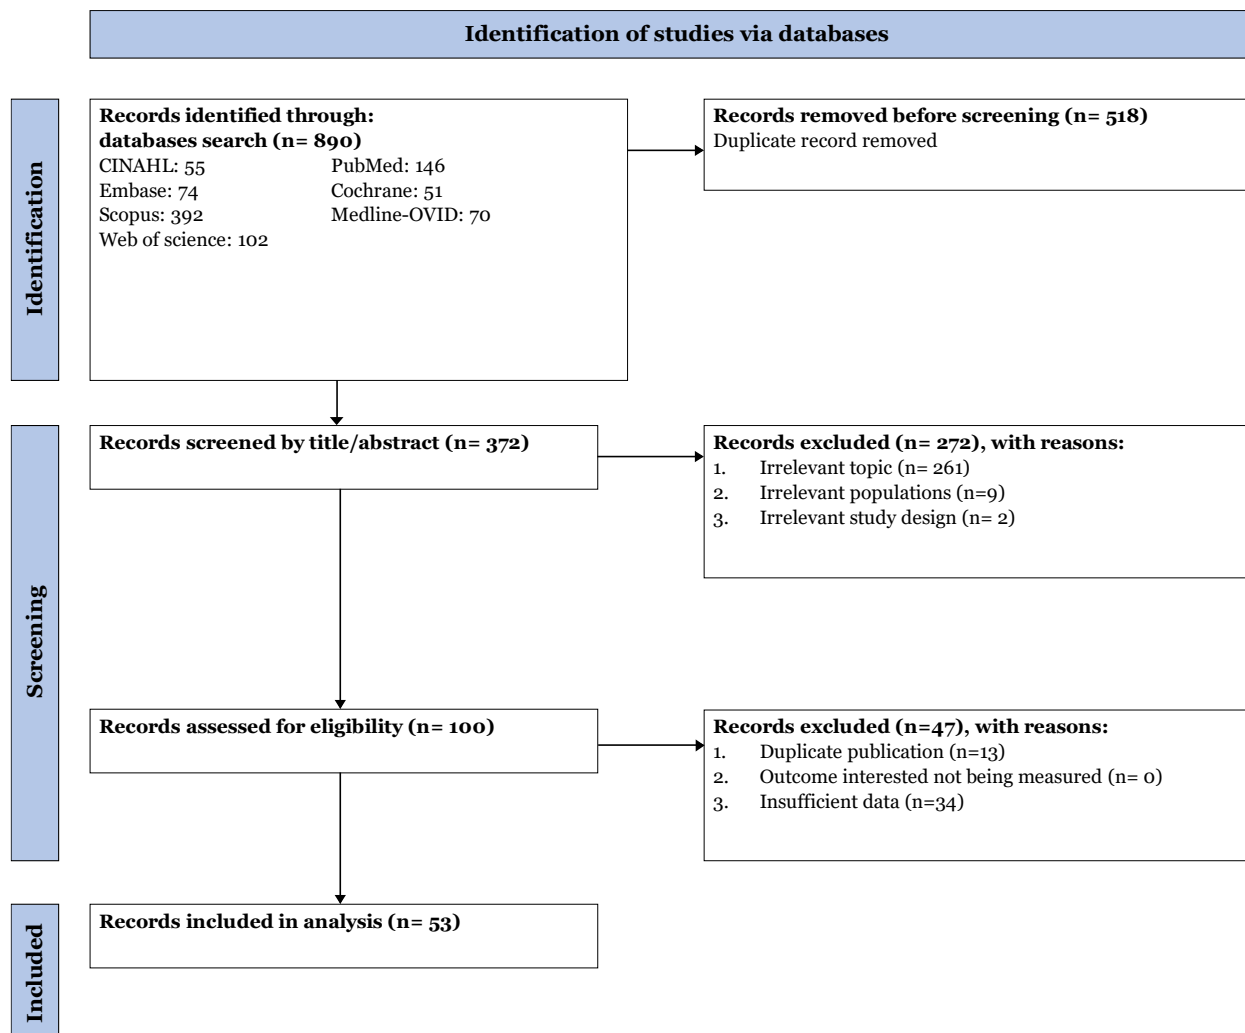 Identification of studies via databases
Identification
Records identified through:
databases search (n= 890)
CINAHL: 55 PubMed: 146
Embase: 74 Cochrane: 51
Scopus: 392 Medline-OVID: 70
Web of science: 102
Records removed before screening (n= 518)
Duplicate record removed
Screening
Records screened by title/abstract (n= 372)
Records excluded (n= 272), with reasons:
1. Irrelevant topic (n= 261)
2. Irrelevant populations (n=9)
3. Irrelevant study design (n= 2)
Records assessed for eligibility (n= 100)
Records excluded (n=47), with reasons:
1. Duplicate publication (n=13)
2. Outcome interested not being measured (n= 0)
3. Insufficient data (n=34)
Included
Records included in analysis (n= 53)